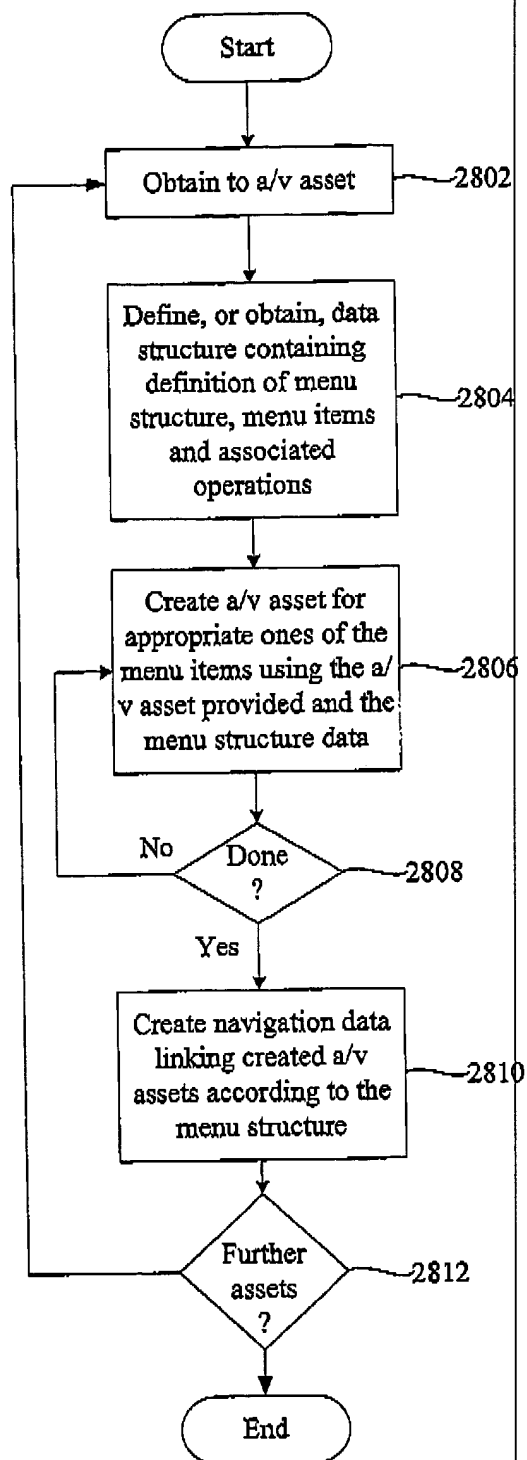 Start
Obtain to a/v asset
2802
Define, or obtain, data
structure containing
definition of menu
structure, menu items
and associated
operations
2804
Create a/v asset for
appropriate ones of the
menu items using the a/
v asset provided and the
menu structure data
2806
No
Done
?
2808
Yes
Create navigation data
linking created a/v
assets according to the
menu structure
2810
Further
assets
?
2812
End